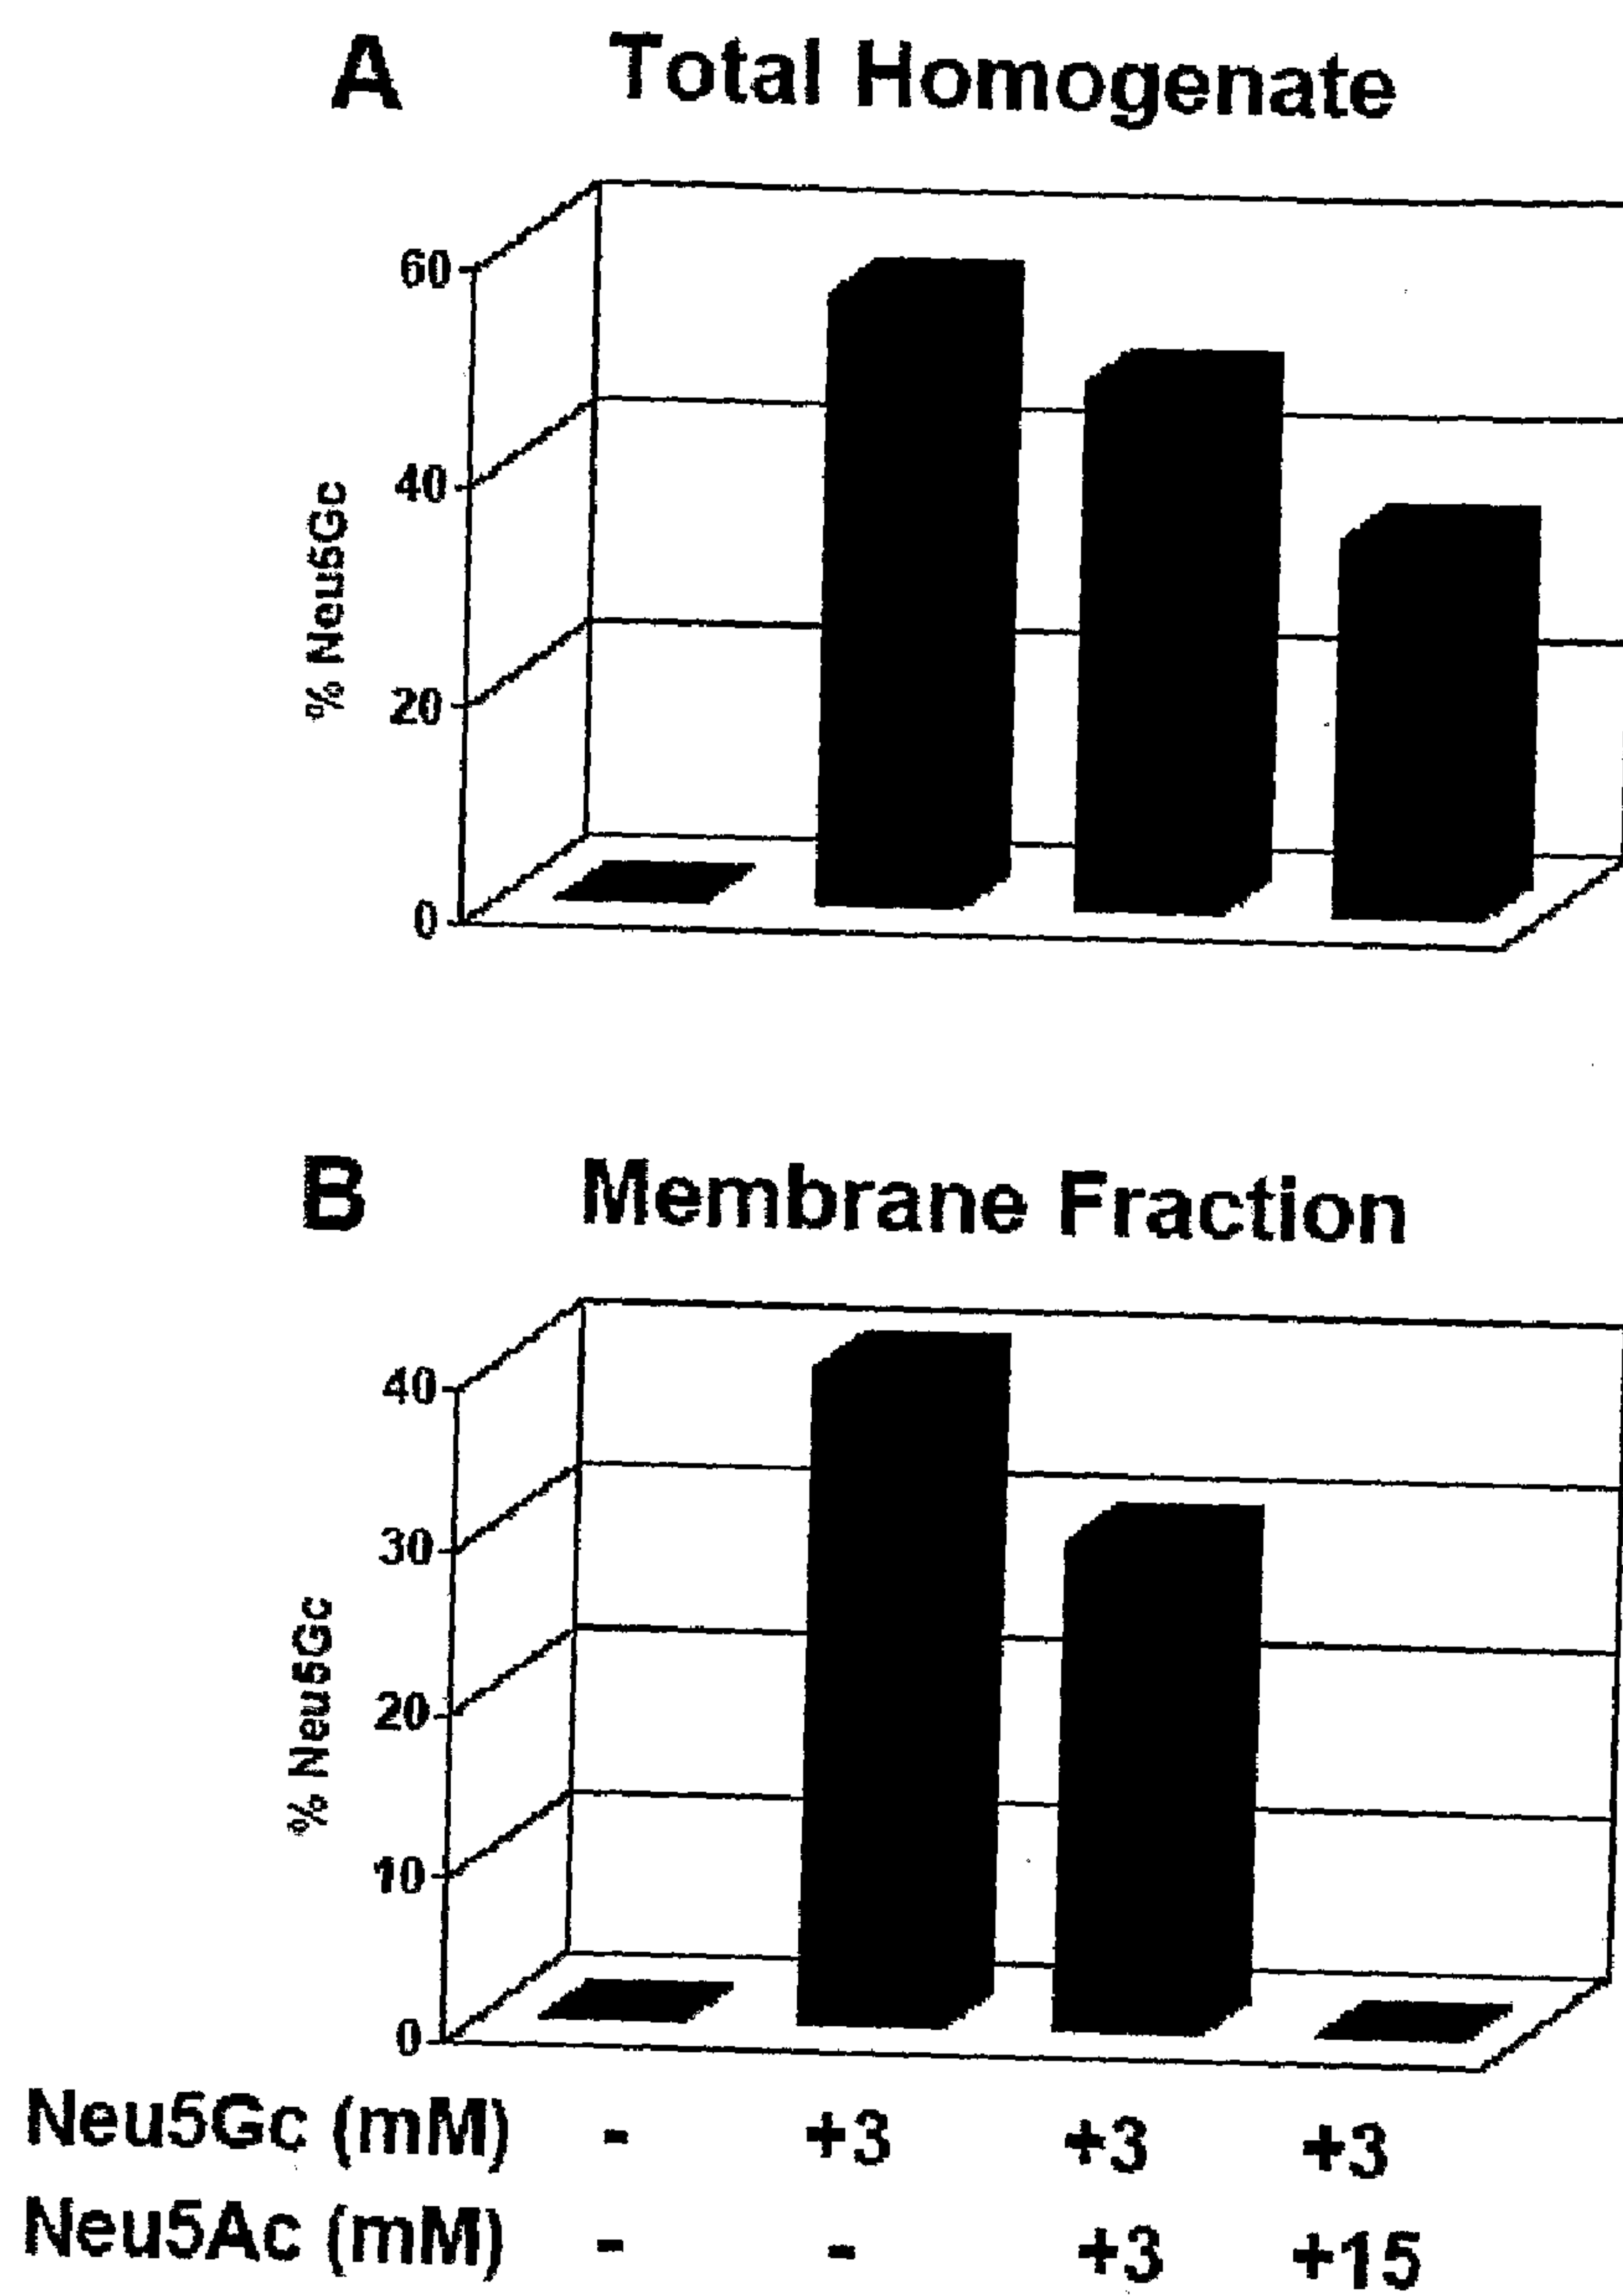 A Total Homogenate
60
40
20
0
% Neu5Gc
B Membrane Fraction
40
30
20
10
0
% Neu5Gc
Neu5Gc (mM) - +3 +3 +3
Neu5Ac (mM) - - +3 +15